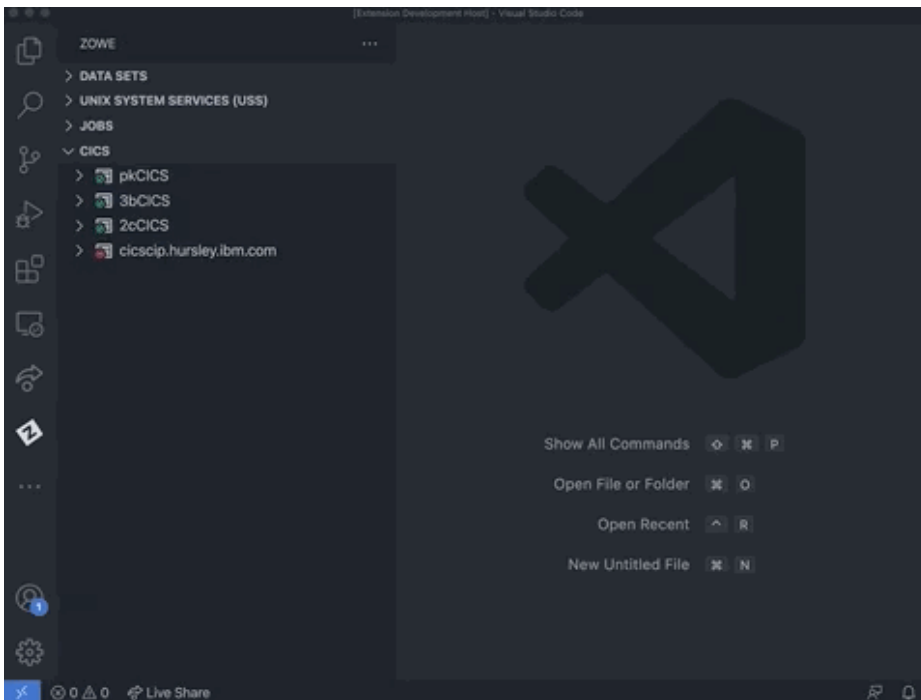 [Extension Development Host] - Visual Studio Code
ZOWE
DATA SETS
UNIX SYSTEM SERVICES (USS)
JOBS
CICS
pkCICS
3bCICS
2cCICS
cicscip.hursley.ibm.com
Show All Commands ⇧ ⌘ P
Open File or Folder ⌘ O
Open Recent ^ R
New Untitled File ⌘ N
Z
1
0 0 Live Share